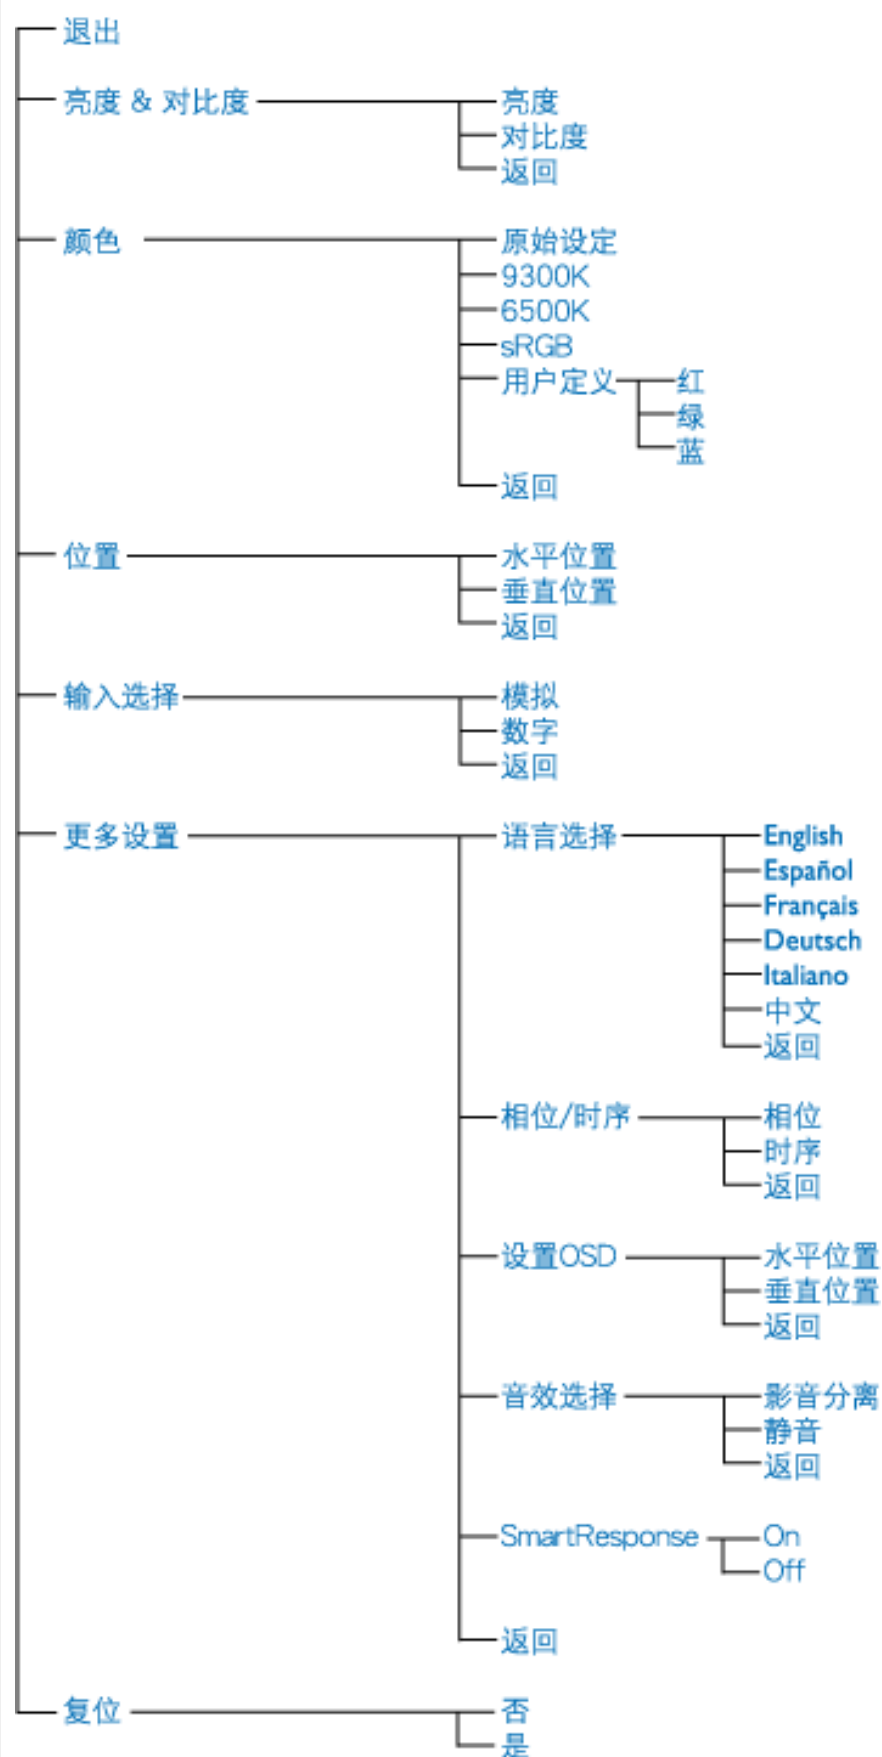 退出
亮度 & 对比度
亮度
对比度
返回
颜色
原始设定
9300K
6500K
sRGB
用户定义
红
绿
蓝
返回
位置
水平位置
垂直位置
返回
输入选择
模拟
数字
返回
更多设置
语言选择
English
Español
Français
Deutsch
Italiano
中文
返回
相位/时序
相位
时序
返回
设置OSD
水平位置
垂直位置
返回
音效选择
影音分离
静音
返回
SmartResponse
On
Off
返回
复位
否
是